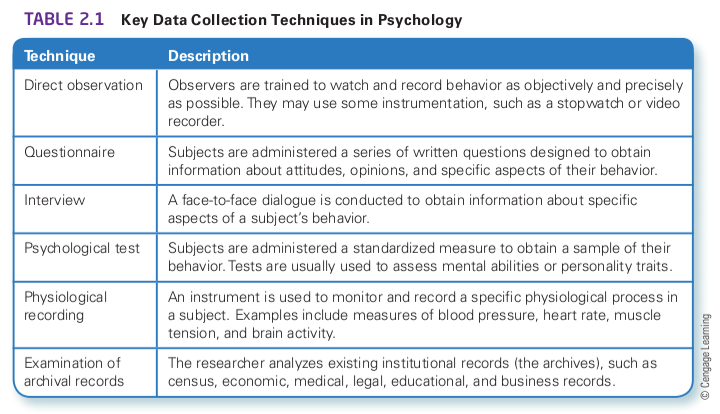 TABLE 2.1 Key Data Collection Techniques in Psychology
Technique Description
Direct observation Observers are trained to watch and record behavior as objectively and precisely
as possible. They may use some instrumentation, such as a stopwatch or video
recorder.
Questionnaire Subjects are administered a series of written questions designed to obtain
information about attitudes, opinions, and specific aspects of their behavior.
Interview A face-to-face dialogue is conducted to obtain information about specific
aspects of a subject's behavior.
Psychological test Subjects are administered a standardized measure to obtain a sample of their
behavior. Tests are usually used to assess mental abilities or personality traits.
Physiological An instrument is used to monitor and record a specific physiological process in
recording a subject. Examples include measures of blood pressure, heart rate, muscle
tension, and brain activity.
Examination of The researcher analyzes existing institutional records (the archives), such as
archival records census, economic, medical, legal, educational, and business records.
© Cengage Learning